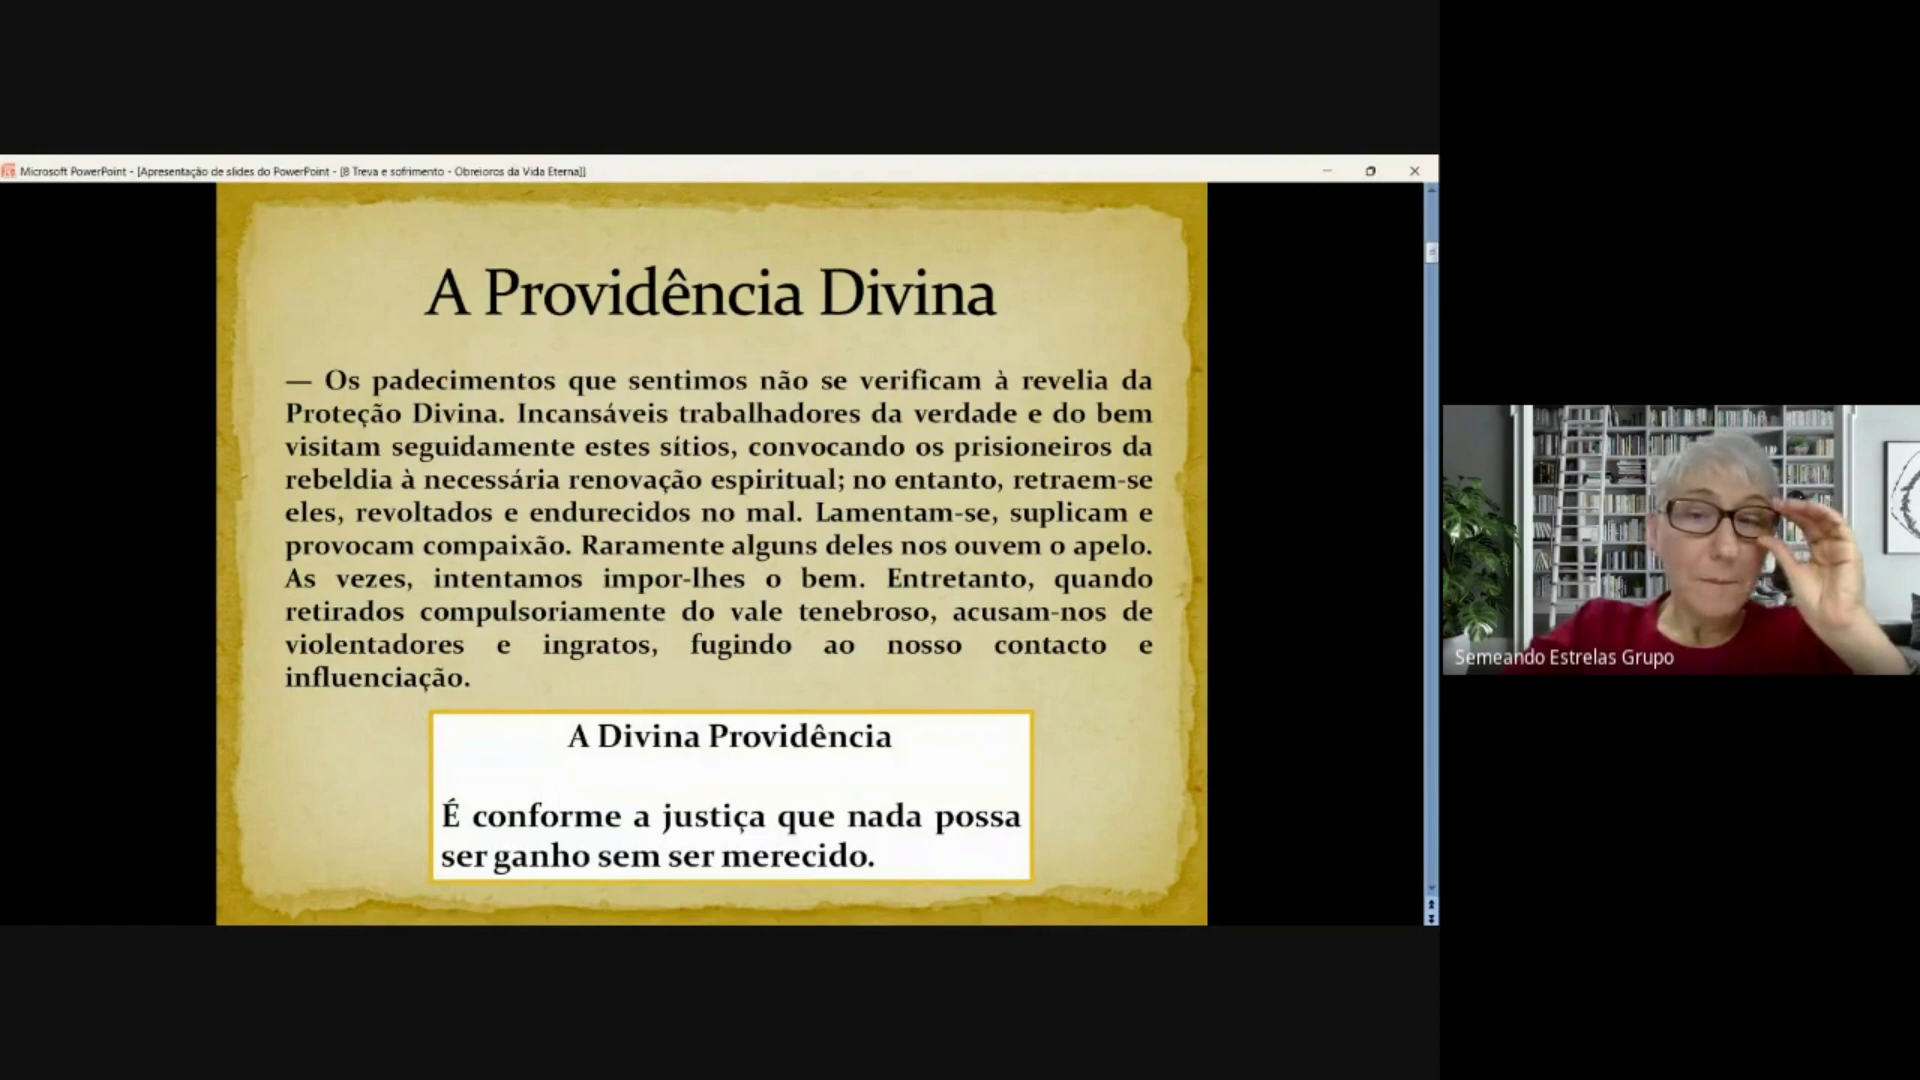 Microsoft PowerPoint - [Apresentação de slides do PowerPoint - [8 Treva e sofrimento - Obreioros da Vida Eterna]]
A Providência Divina
— Os padecimentos que sentimos não se verificam à revelia da
Proteção Divina. Incansáveis trabalhadores da verdade e do bem
visitam seguidamente estes sítios, convocando os prisioneiros da
rebeldia à necessária renovação espiritual; no entanto, retraem-se
eles, revoltados e endurecidos no mal. Lamentam-se, suplicam e
provocam compaixão. Raramente alguns deles nos ouvem o apelo.
As vezes, intentamos impor-lhes o bem. Entretanto, quando
retirados compulsoriamente do vale tenebroso, acusam-nos de
violentadores e ingratos, fugindo ao nosso contacto e
influenciação.
A Divina Providência
É conforme a justiça que nada possa
ser ganho sem ser merecido.
Semeando Estrelas Grupo